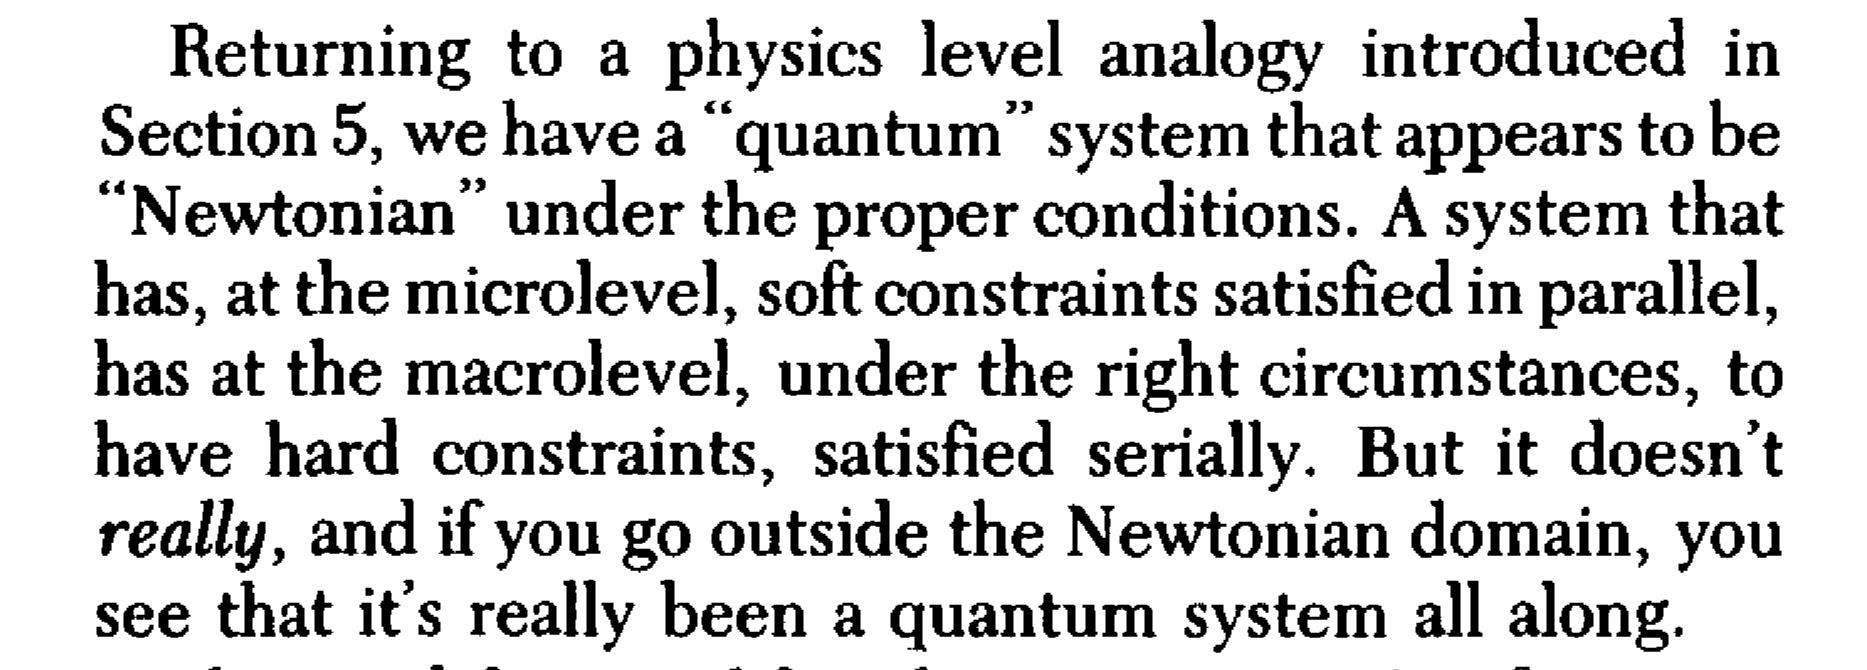 Returning to a physics level analogy introduced in
Section 5, we have a “quantum” system that appears to be
“Newtonian” under the proper conditions. A system that
has, at the microlevel, soft constraints satisfied in parallel,
has at the macrolevel, under the right circumstances, to
have hard constraints, satisfied serially. But it doesn’t
really, and if you go outside the Newtonian domain, you
see that it’s really been a quantum system all along.